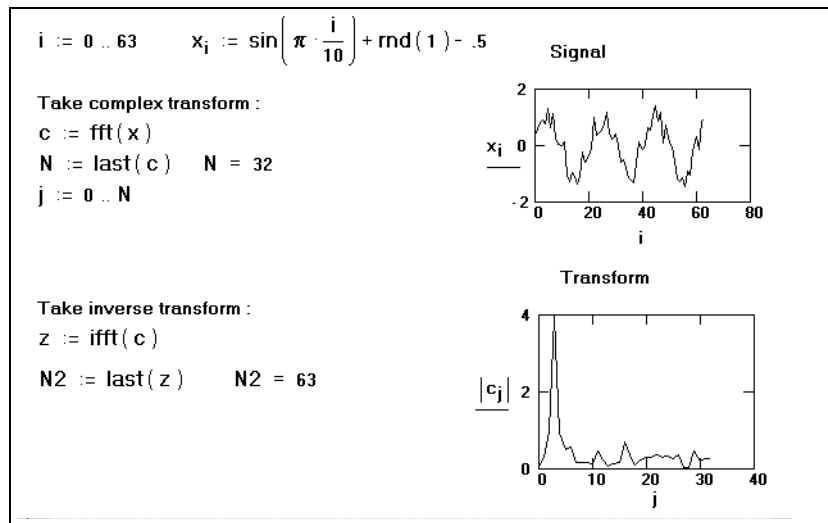 i := 0 .. 63 x_i := sin( π · i/10 ) + rnd( 1 ) - .5
Take complex transform :
c := fft( x )
N := last( c ) N = 32
j := 0 .. N
Signal
2
x_i 0
-2
0 20 40 60 80
i
Take inverse transform :
z := ifft( c )
N2 := last( z ) N2 = 63
Transform
4
|c_j| 2
0
0 10 20 30 40
j